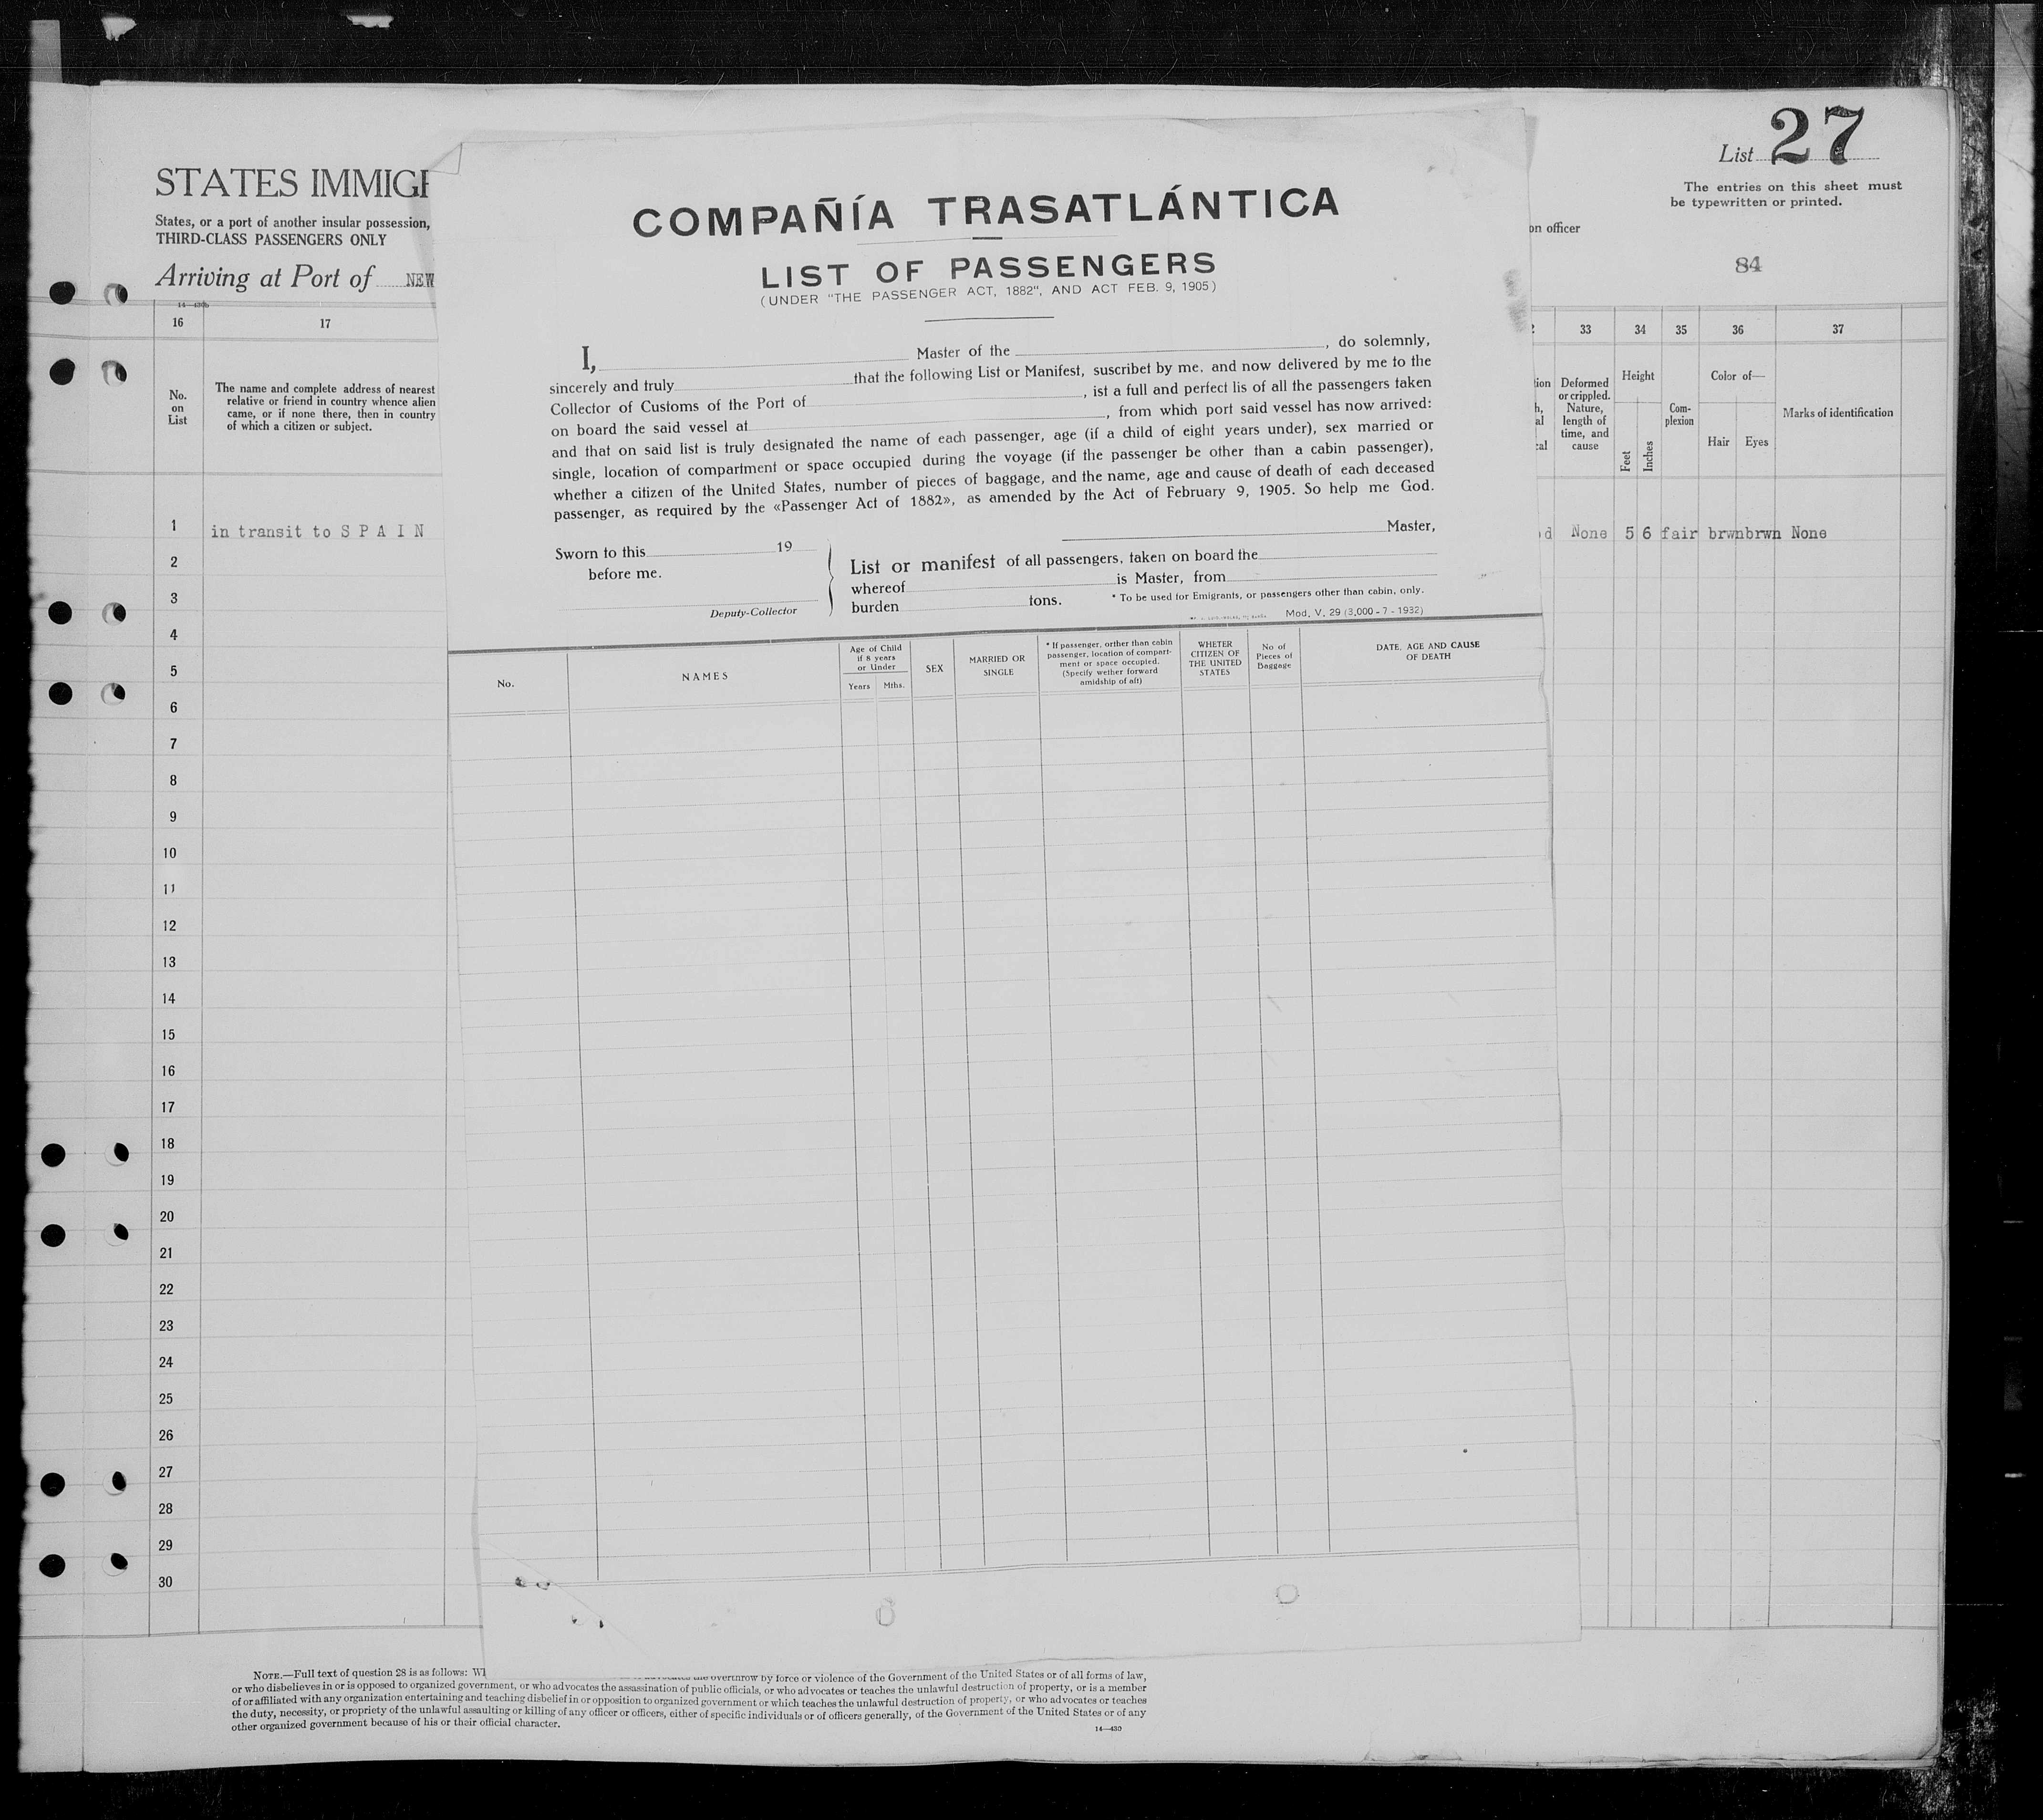 List 27
The entries on this sheet must
be typewritten or printed.
84
STATES IMMIG
States, or a port of another insular possession,
THIRD-CLASS PASSENGERS ONLY
Arriving at Port of NEW
14—430b
16
17
No.
on
List
The name and complete address of nearest
relative or friend in country whence alien
came, or if none there, then in country
of which a citizen or subject.
1 in transit to S P A I N
2
3
4
5
6
7
8
9
10
11
12
13
14
15
16
17
18
19
20
21
22
23
24
25
26
27
28
29
30
COMPAÑÍA TRASATLÁNTICA
LIST OF PASSENGERS
(UNDER "THE PASSENGER ACT, 1882", AND ACT FEB. 9, 1905)
I, Master of the , do solemnly,
sincerely and truly that the following List or Manifest, suscribet by me, and now delivered by me to the
Collector of Customs of the Port of , ist a full and perfect lis of all the passengers taken
on board the said vessel at , from which port said vessel has now arrived:
and that on said list is truly designated the name of each passenger, age (if a child of eight years under), sex married or
single, location of compartment or space occupied during the voyage (if the passenger be other than a cabin passenger),
whether a citizen of the United States, number of pieces of baggage, and the name, age and cause of death of each deceased
passenger, as required by the «Passenger Act of 1882», as amended by the Act of February 9, 1905. So help me God.
Master,
Sworn to this 19
before me.
Deputy-Collector
List or manifest of all passengers, taken on board the
whereof is Master, from
burden tons. * To be used for Emigrants, or passengers other than cabin, only.
Mod. V. 29 (3,000 - 7 - 1932)
No.
NAMES
Age of Child
if 8 years
or Under
Years Mths.
SEX
MARRIED OR
SINGLE
* If passenger, orther than cabin
passenger, location of compart-
ment or space occupied.
(Specify wether forward
amidship of aft)
WHETER
CITIZEN OF
THE UNITED
STATES
No of
Pieces of
Baggage
DATE, AGE AND CAUSE
OF DEATH
on officer
33
34
35
36
37
Deformed
or crippled.
Nature,
length of
time, and
cause
Height
Feet
Inches
Com-
plexion
Color of—
Hair
Eyes
Marks of identification
d None 5 6 fair brwnbrwn None
NOTE.—Full text of question 28 is as follows: overthrow by force or violence of the Government of the United States or of all forms of law,
or who disbelieves in or is opposed to organized government, or who advocates the assassination of public officials, or who advocates or teaches the unlawful destruction of property, or is a member
of or affiliated with any organization entertaining and teaching disbelief in or opposition to organized government or which teaches the unlawful destruction of property, or who advocates or teaches
the duty, necessity, or propriety of the unlawful assaulting or killing of any officer or officers, either of specific individuals or of officers generally, of the Government of the United States or of any
other organized government because of his or their official character.
14—430